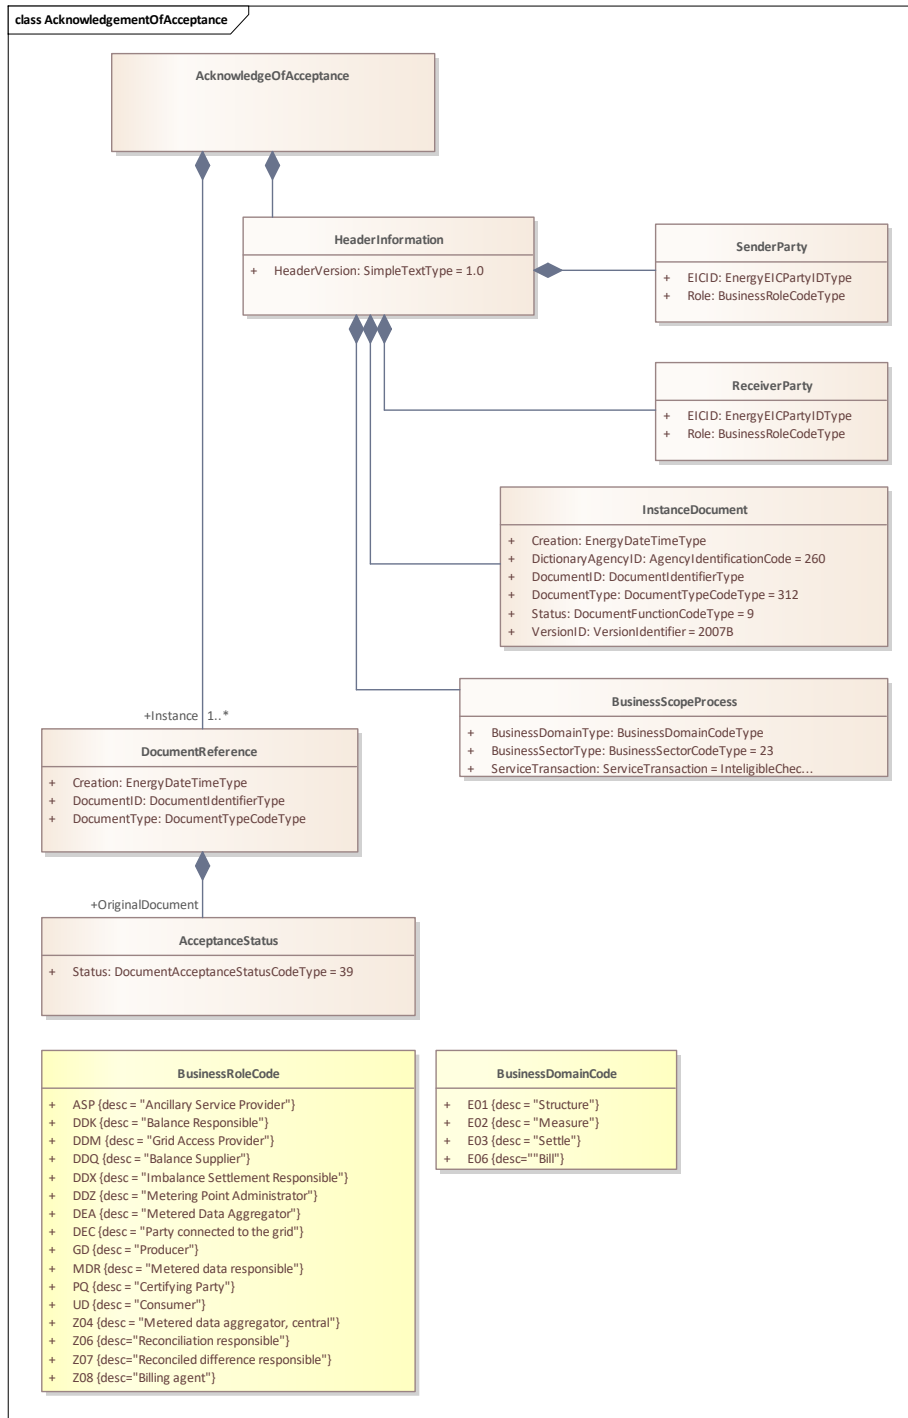 class AcknowledgementOfAcceptance
AcknowledgeOfAcceptance
HeaderInformation
+ HeaderVersion: SimpleTextType = 1.0
SenderParty
+ EICID: EnergyEICPartyIDType
+ Role: BusinessRoleCodeType
ReceiverParty
+ EICID: EnergyEICPartyIDType
+ Role: BusinessRoleCodeType
InstanceDocument
+ Creation: EnergyDateTimeType
+ DictionaryAgencyID: AgencyIdentificationCode = 260
+ DocumentID: DocumentIdentifierType
+ DocumentType: DocumentTypeCodeType = 312
+ Status: DocumentFunctionCodeType = 9
+ VersionID: VersionIdentifier = 2007B
BusinessScopeProcess
+ BusinessDomainType: BusinessDomainCodeType
+ BusinessSectorType: BusinessSectorCodeType = 23
+ ServiceTransaction: ServiceTransaction = InteligibleChec...
+Instance 1..*
DocumentReference
+ Creation: EnergyDateTimeType
+ DocumentID: DocumentIdentifierType
+ DocumentType: DocumentTypeCodeType
+OriginalDocument
AcceptanceStatus
+ Status: DocumentAcceptanceStatusCodeType = 39
BusinessRoleCode
+ ASP {desc = "Ancillary Service Provider"}
+ DDK {desc = "Balance Responsible"}
+ DDM {desc = "Grid Access Provider"}
+ DDQ {desc = "Balance Supplier"}
+ DDX {desc = "Imbalance Settlement Responsible"}
+ DDZ {desc = "Metering Point Administrator"}
+ DEA {desc = "Metered Data Aggregator"}
+ DEC {desc = "Party connected to the grid"}
+ GD {desc = "Producer"}
+ MDR {desc = "Metered data responsible"}
+ PQ {desc = "Certifying Party"}
+ UD {desc = "Consumer"}
+ Z04 {desc = "Metered data aggregator, central"}
+ Z06 {desc="Reconciliation responsible"}
+ Z07 {desc="Reconciled difference responsible"}
+ Z08 {desc="Billing agent"}
BusinessDomainCode
+ E01 {desc = "Structure"}
+ E02 {desc = "Measure"}
+ E03 {desc = "Settle"}
+ E06 {desc=""Bill"}